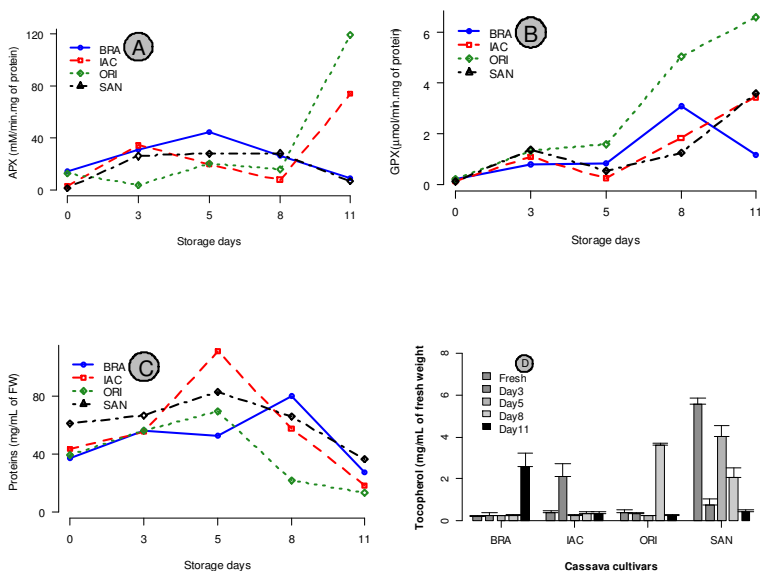 A
BRA
IAC
ORI
SAN
120
80
40
0
APX (mM/min.mg of protein)
0 3 5 8 11
Storage days
B
BRA
IAC
ORI
SAN
6
4
2
0
GPX(µmol/min.mg of protein)
0 3 5 8 11
Storage days
C
BRA
IAC
ORI
SAN
80
40
0
Proteins (mg/mL of FW)
0 3 5 8 11
Storage days
D
Fresh
Day3
Day5
Day8
Day11
8
6
4
2
0
Tocopherol (mg/mL of fresh weight
BRA IAC ORI SAN
Cassava cultivars